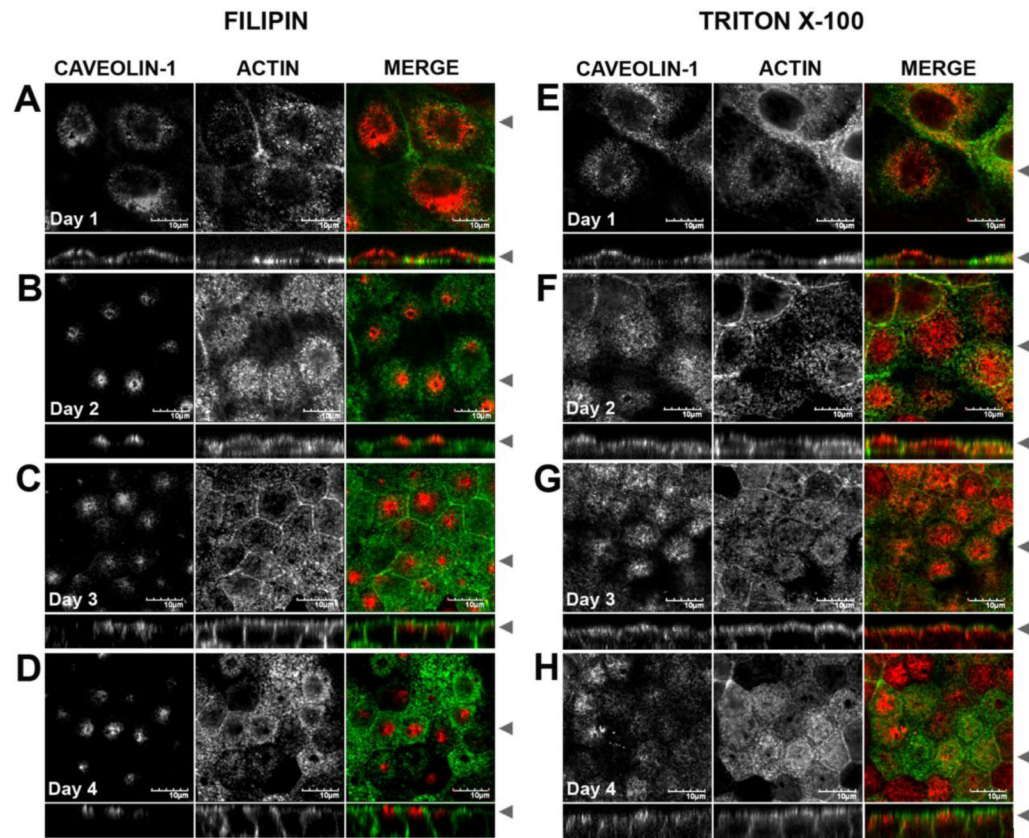 FILIPIN
TRITON X-100
CAVEOLIN-1 ACTIN MERGE
CAVEOLIN-1 ACTIN MERGE
A
Day 1 10µm 10µm 10µm
B
Day 2 10µm 10µm 10µm
C
Day 3 10µm 10µm 10µm
D
Day 4 10µm 10µm 10µm
E
Day 1 10µm 10µm 10µm
F
Day 2 10µm 10µm 10µm
G
Day 3 10µm 10µm 10µm
H
Day 4 10µm 10µm 10µm